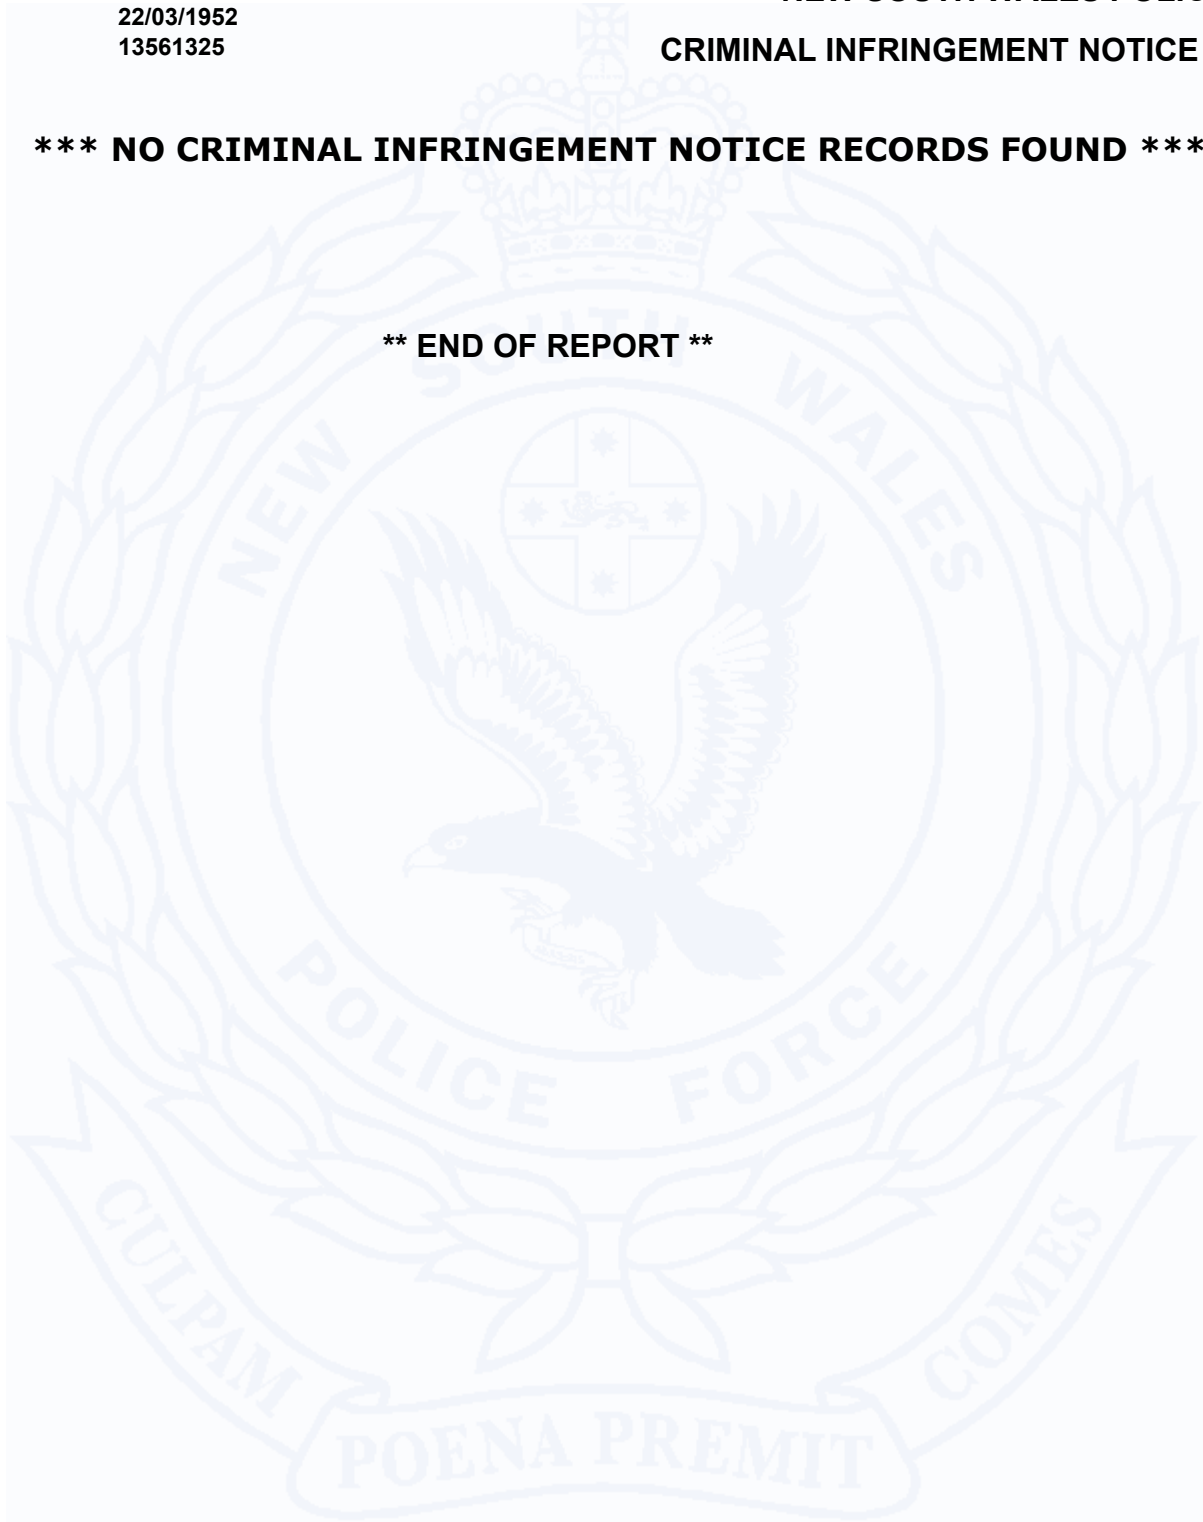 22/03/1952
13561325
CRIMINAL INFRINGEMENT NOTICE
*** NO CRIMINAL INFRINGEMENT NOTICE RECORDS FOUND ***
** END OF REPORT **
NEW SOUTH WALES
POLICE FORCE
CULPAM POENA PREMIT COMES